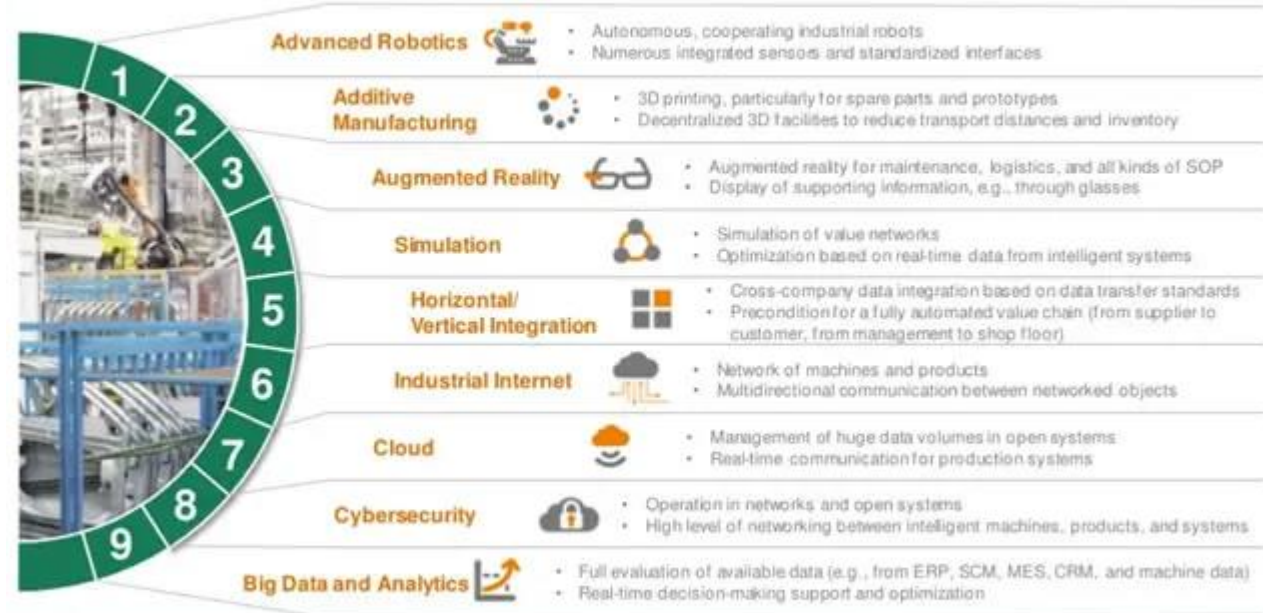 1
Advanced Robotics
• Autonomous, cooperating industrial robots
• Numerous integrated sensors and standardized interfaces
2
Additive
Manufacturing
• 3D printing, particularly for spare parts and prototypes
• Decentralized 3D facilities to reduce transport distances and inventory
3
Augmented Reality
• Augmented reality for maintenance, logistics, and all kinds of SOP
• Display of supporting information, e.g., through glasses
4
Simulation
• Simulation of value networks
• Optimization based on real-time data from intelligent systems
5
Horizontal/
Vertical Integration
• Cross-company data integration based on data transfer standards
• Precondition for a fully automated value chain (from supplier to
customer, from management to shop floor)
6
Industrial Internet
• Network of machines and products
• Multidirectional communication between networked objects
7
Cloud
• Management of huge data volumes in open systems
• Real-time communication for production systems
8
Cybersecurity
• Operation in networks and open systems
• High level of networking between intelligent machines, products, and systems
9
Big Data and Analytics
• Full evaluation of available data (e.g., from ERP, SCM, MES, CRM, and machine data)
• Real-time decision-making support and optimization